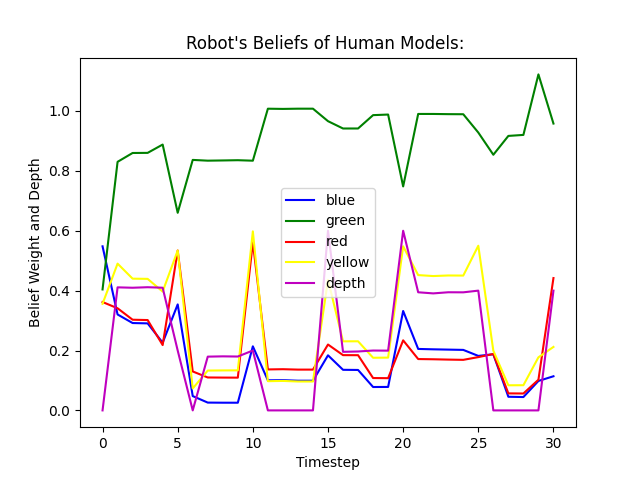 Robot's Beliefs of Human Models:
Belief Weight and Depth
1.0
0.8
0.6
0.4
0.2
0.0
blue
green
red
yellow
depth
0 5 10 15 20 25 30
Timestep